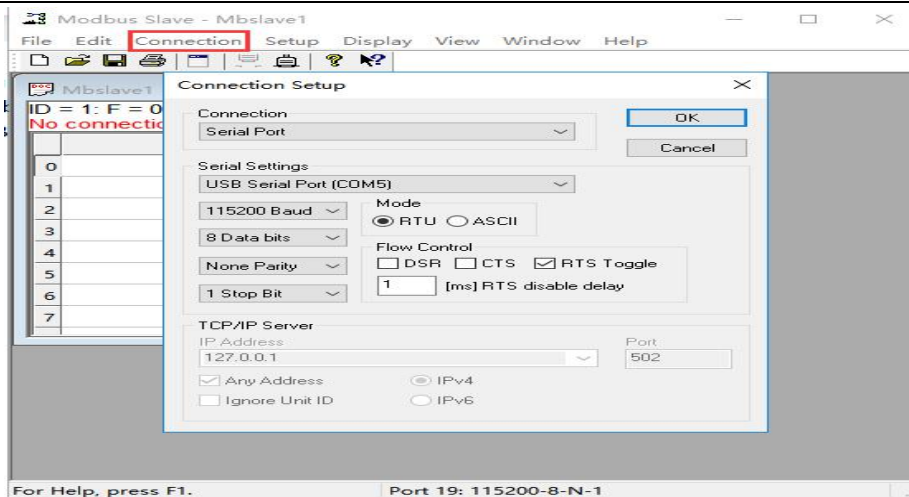 Modbus Slave - Mbslave1
File Edit Connection Setup Display View Window Help
Mbslave1
ID = 1: F = 0
No connectio
0
1
2
3
4
5
6
7
Connection Setup
Connection
Serial Port
OK
Cancel
Serial Settings
USB Serial Port (COM5)
115200 Baud
8 Data bits
None Parity
1 Stop Bit
Mode
RTU ASCII
Flow Control
DSR CTS RTS Toggle
1 [ms] RTS disable delay
TCP/IP Server
IP Address Port
127.0.0.1 502
Any Address IPv4
Ignore Unit ID IPv6
For Help, press F1. Port 19: 115200-8-N-1